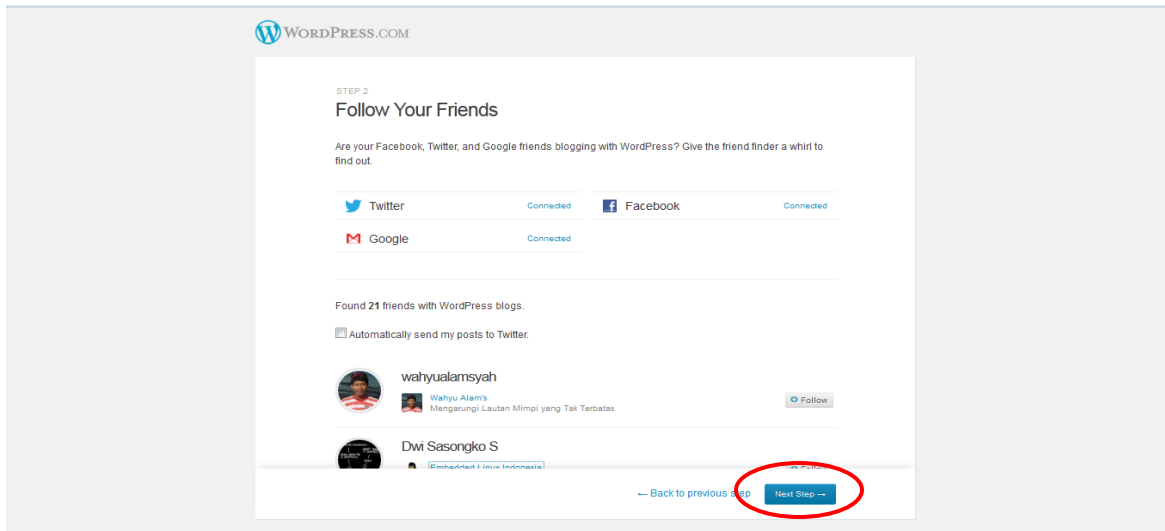 WORDPRESS.COM
STEP 2
Follow Your Friends
Are your Facebook, Twitter, and Google friends blogging with WordPress? Give the friend finder a whirl to
find out.
Twitter Connected Facebook Connected
Google Connected
Found 21 friends with WordPress blogs.
Automatically send my posts to Twitter.
wahyualamsyah
Wahyu Alam's
Mengarungi Lautan Mimpi yang Tak Terbatas
Follow
Dwi Sasongko S
Embedded Linux Indonesia
Follow
← Back to previous step Next Step →